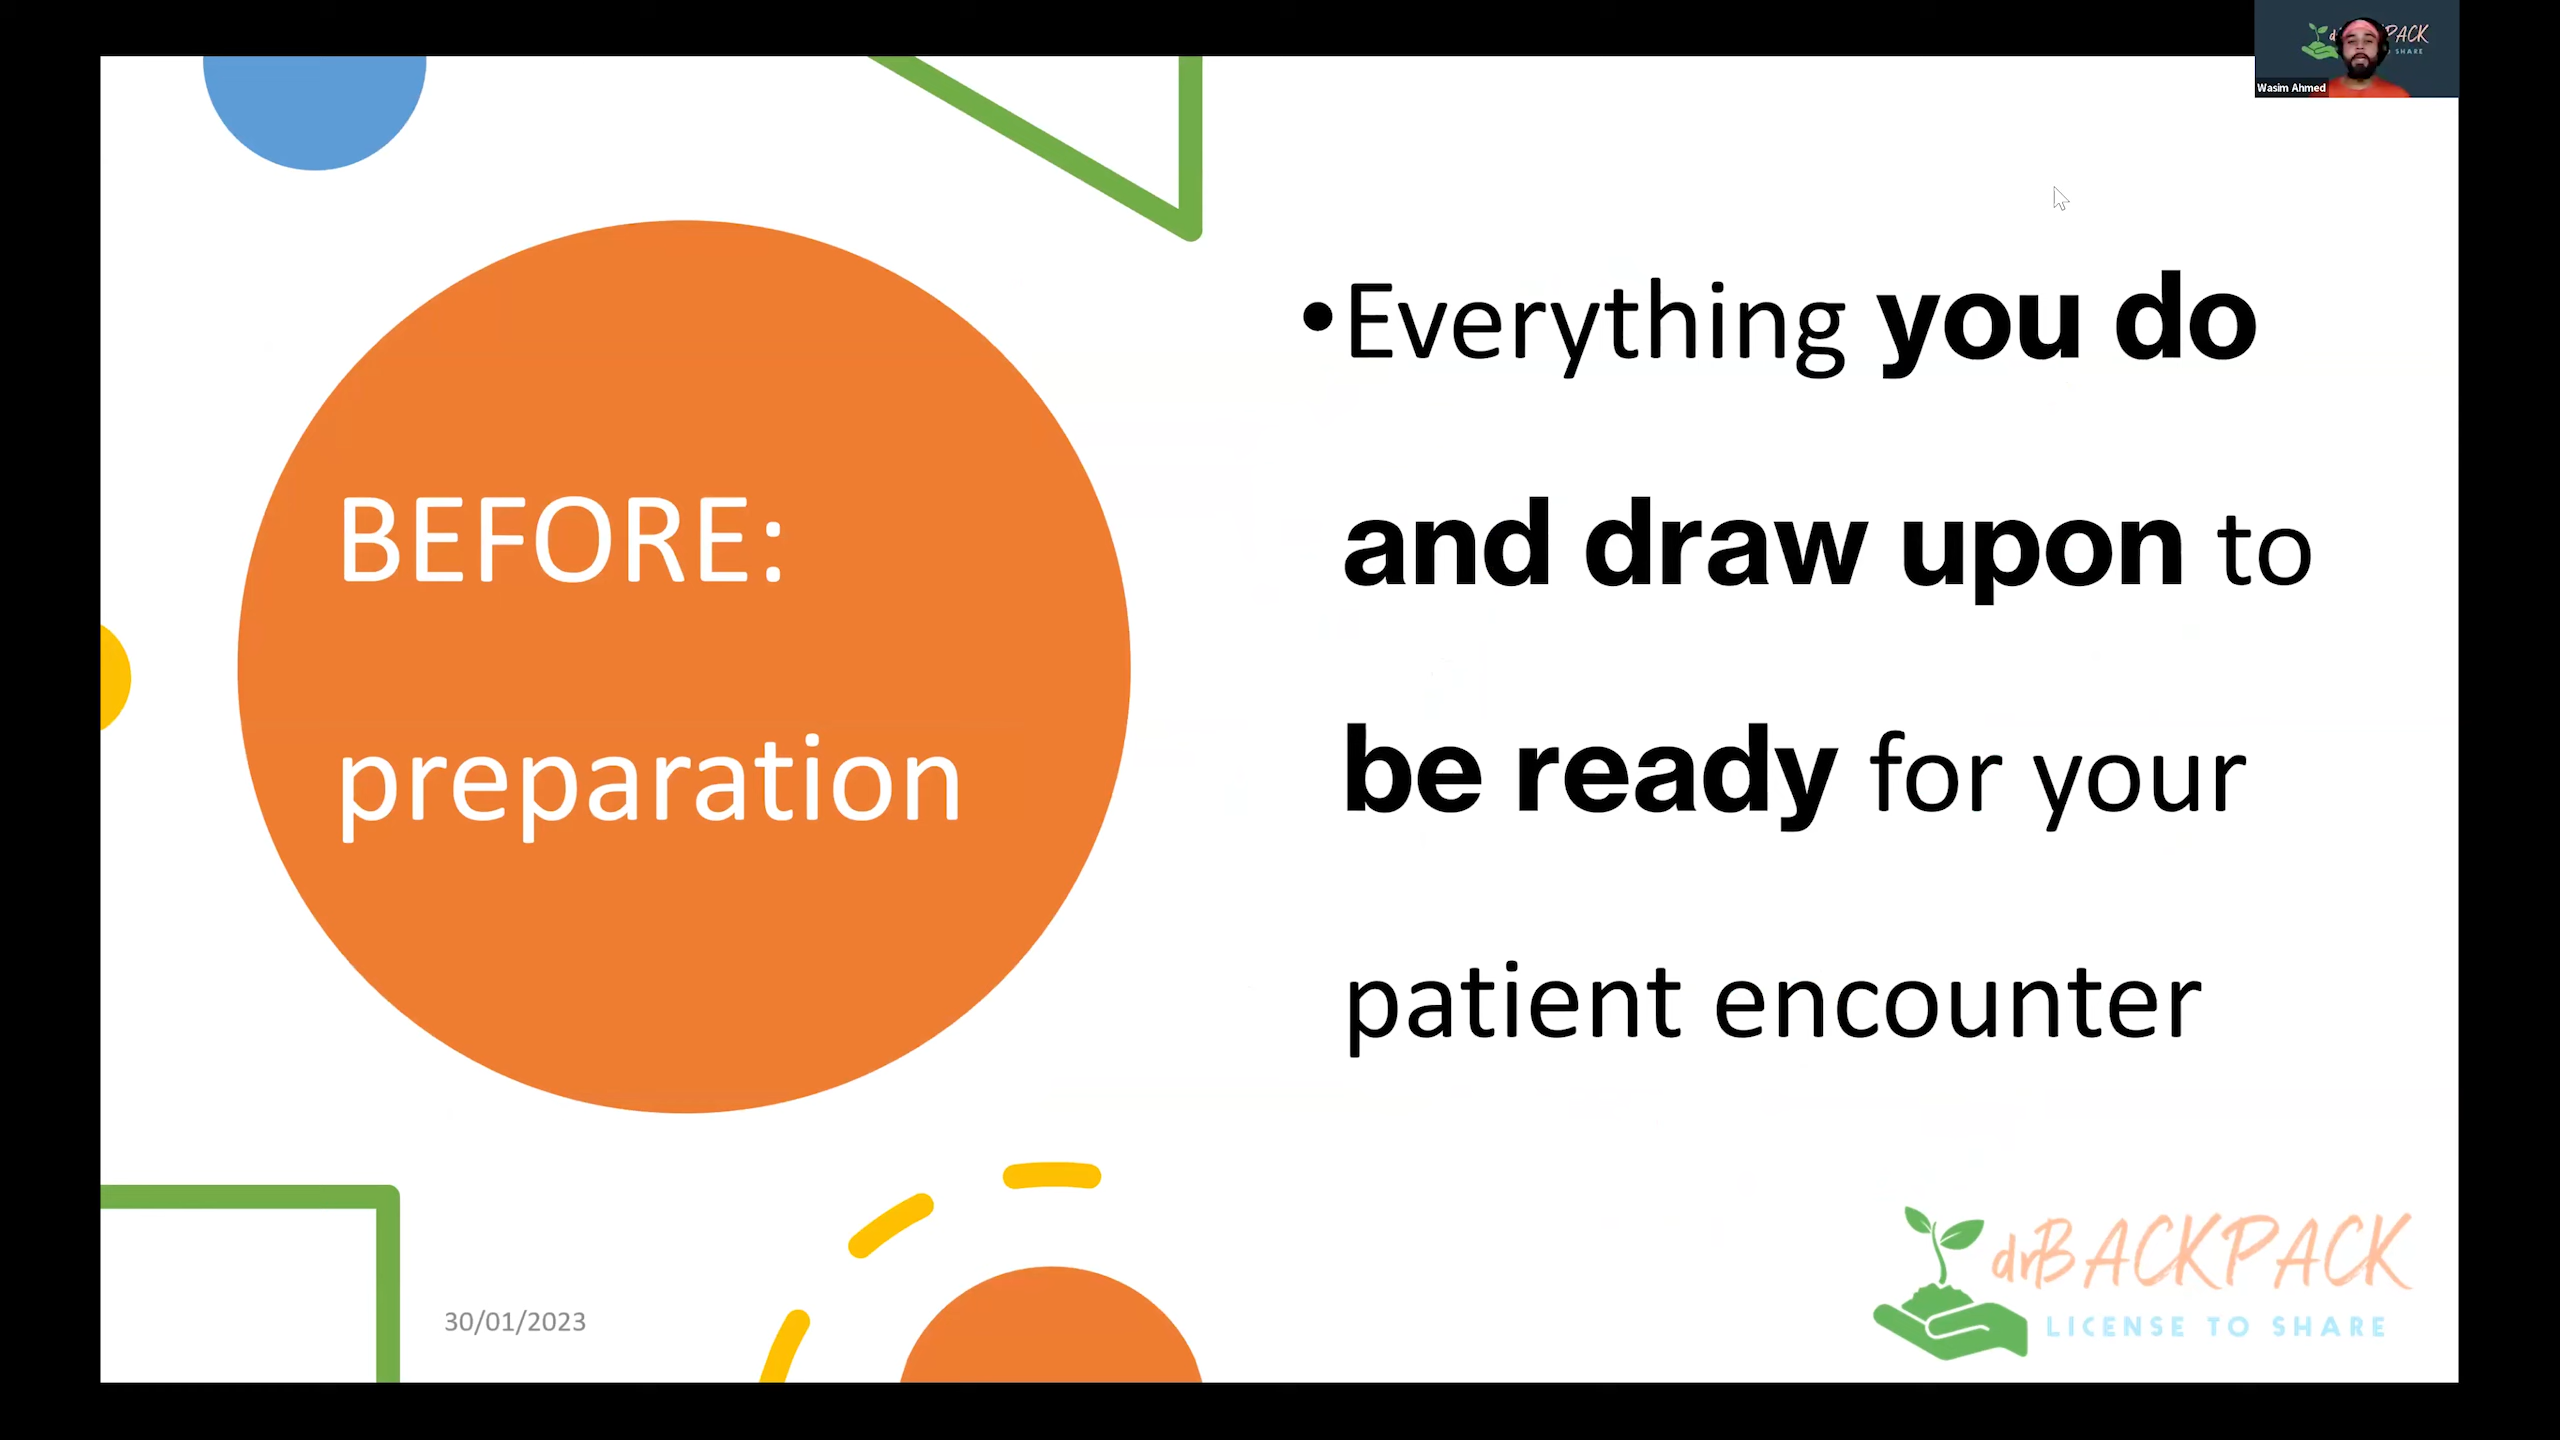 Wasim Ahmed
BEFORE:
preparation
•Everything you do
and draw upon to
be ready for your
patient encounter
30/01/2023
drBACKPACK
LICENSE TO SHARE